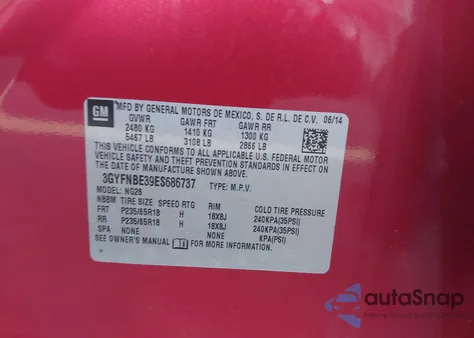 GM
MFD BY GENERAL MOTORS DE MEXICO, S. DE R.L. DE C.V. 06/14
GVWR GAWR FRT GAWR RR
2480 KG 1410 KG 1300 KG
5467 LB 3108 LB 2866 LB
THIS VEHICLE CONFORMS TO ALL APPLICABLE U.S. FEDERAL MOTOR
VEHICLE SAFETY, BUMPER, AND THEFT PREVENTION STANDARDS IN EFFECT ON THE
DATE OF MANUFACTURE SHOWN ABOVE.
3GYFNBE39ES686737 TYPE: M.P.V.
MODEL: NG26
NBBM TIRE SIZE SPEED RTG RIM COLD TIRE PRESSURE
FRT P235/65R18 H 18X8J 240KPA(35PSI)
RR P235/65R18 H 18X8J 240KPA(35PSI)
SPA NONE NONE KPA(PSI)
SEE OWNER'S MANUAL FOR MORE INFORMATION.
autoSnap